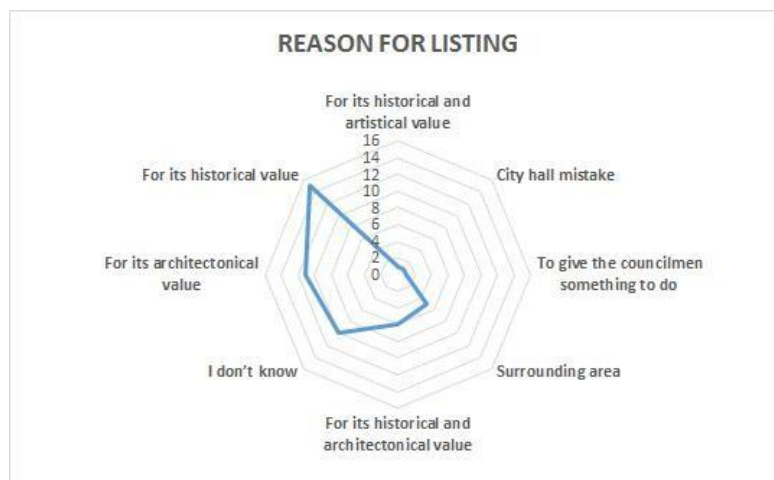 REASON FOR LISTING
For its historical and
artistical value
16
14
12
10
8
6
4
2
0
City hall mistake
To give the councilmen
something to do
Surrounding area
For its historical and
architectonical value
I don't know
For its architectonical
value
For its historical value